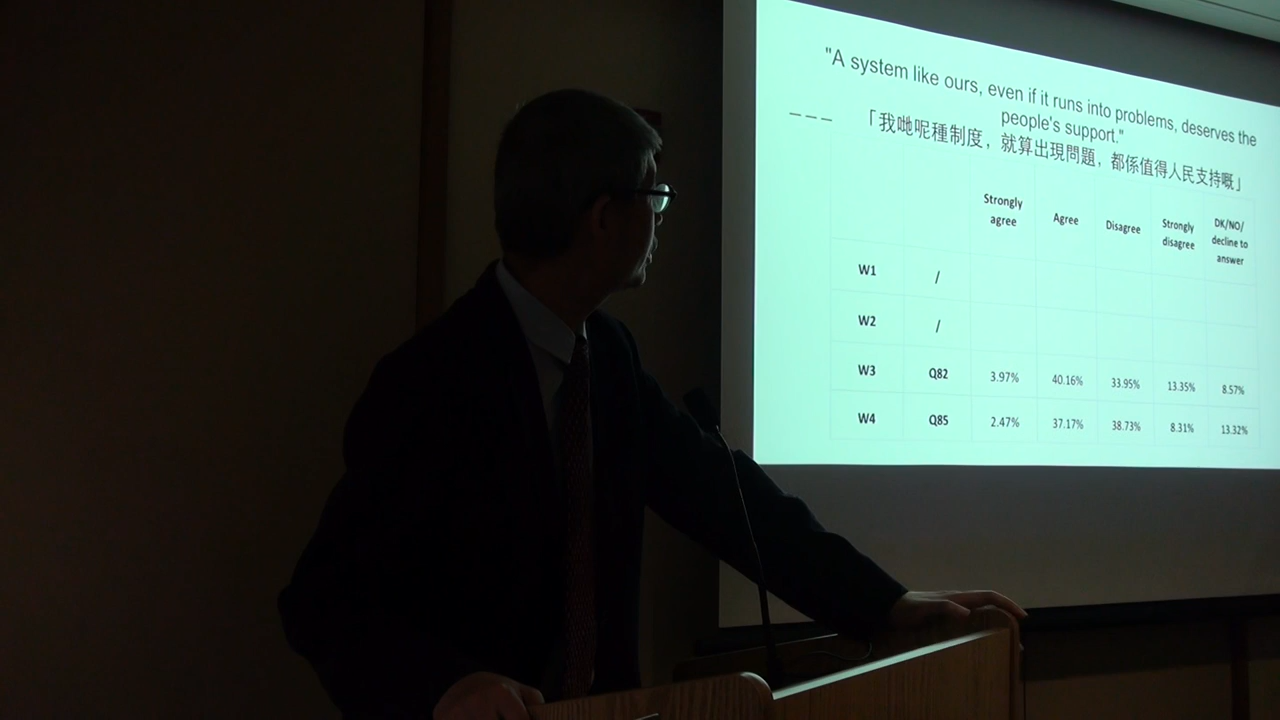 "A system like ours, even if it runs into problems, deserves the
people's support."
– – – 「我哋呢種制度，就算出現問題，都係值得人民支持嘅」
Strongly agree Agree Disagree Strongly disagree DK/NO/ decline to answer
W1 /
W2 /
W3 Q82 3.97% 40.16% 33.95% 13.35% 8.57%
W4 Q85 2.47% 37.17% 38.73% 8.31% 13.32%